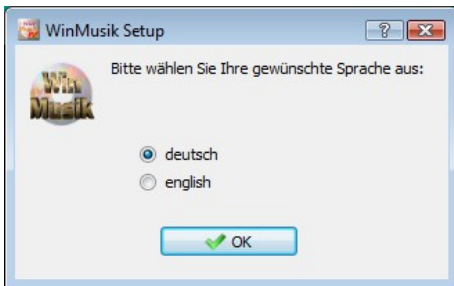 WinMusik Setup
?
Bitte wählen Sie Ihre gewünschte Sprache aus:
Win
Musik
deutsch
english
OK